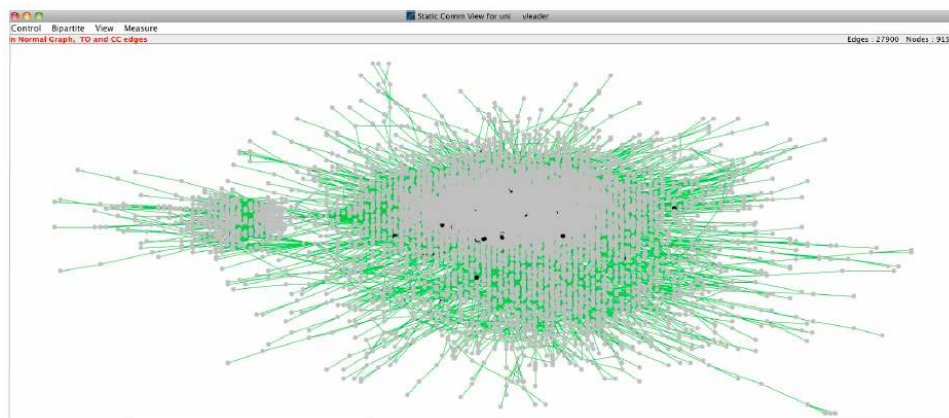 Static Comm View for uni vleader
Control Bipartite View Measure
n Normal Graph, TO and CC edges Edges : 27900 Nodes : 915